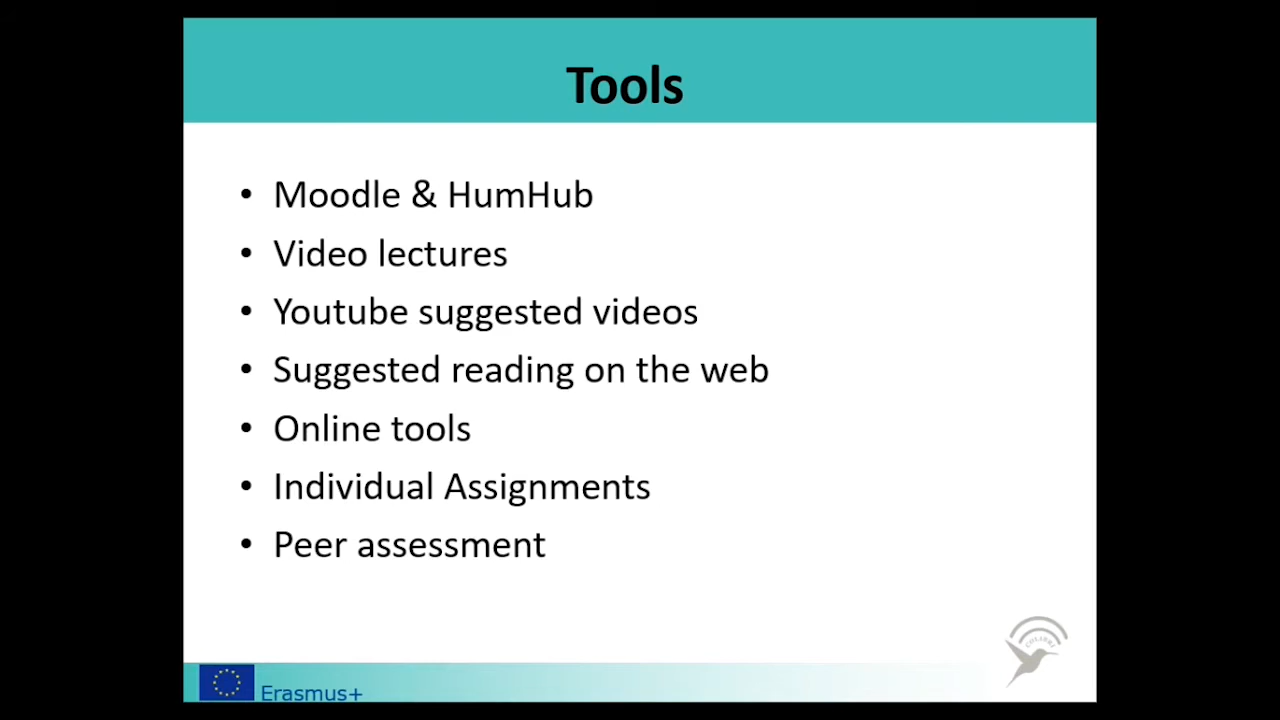 Tools
• Moodle & HumHub
• Video lectures
• Youtube suggested videos
• Suggested reading on the web
• Online tools
• Individual Assignments
• Peer assessment
COLIBRI
Erasmus+